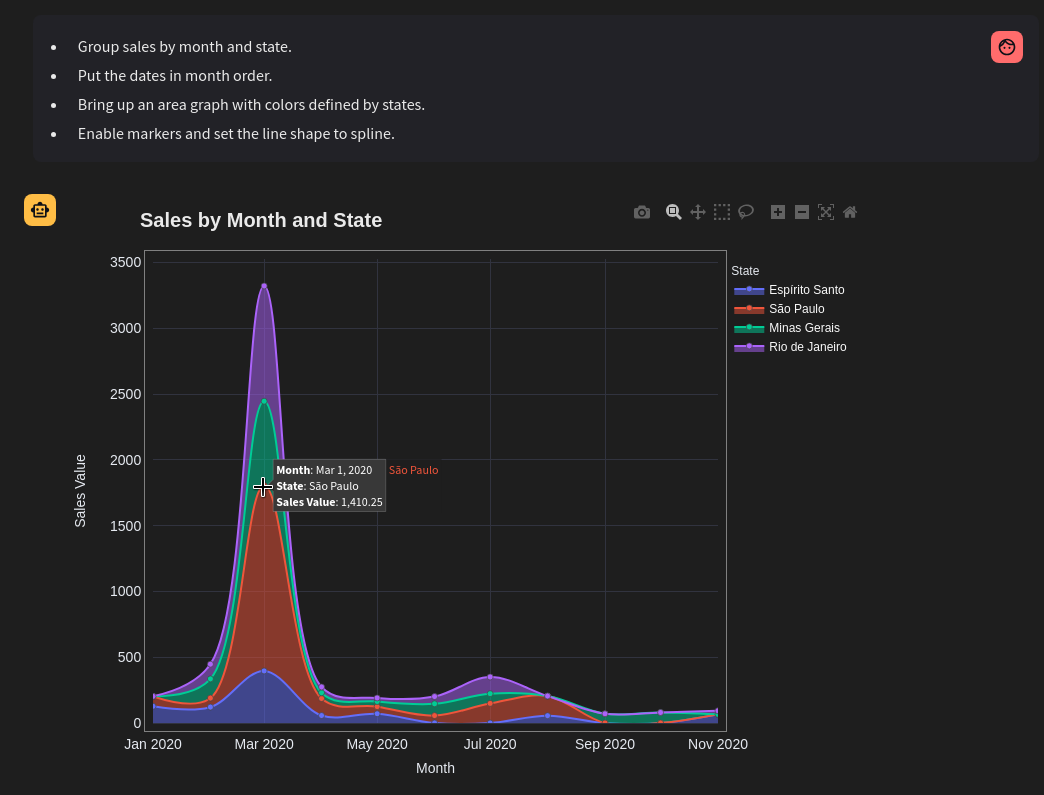 Group sales by month and state.
Put the dates in month order.
Bring up an area graph with colors defined by states.
Enable markers and set the line shape to spline.
Sales by Month and State
3500
3000
2500
2000
1500
1000
500
0
Sales Value
Jan 2020
Mar 2020
May 2020
Jul 2020
Sep 2020
Nov 2020
Month
State
Espírito Santo
São Paulo
Minas Gerais
Rio de Janeiro
Month: Mar 1, 2020
State: São Paulo
Sales Value: 1,410.25
São Paulo